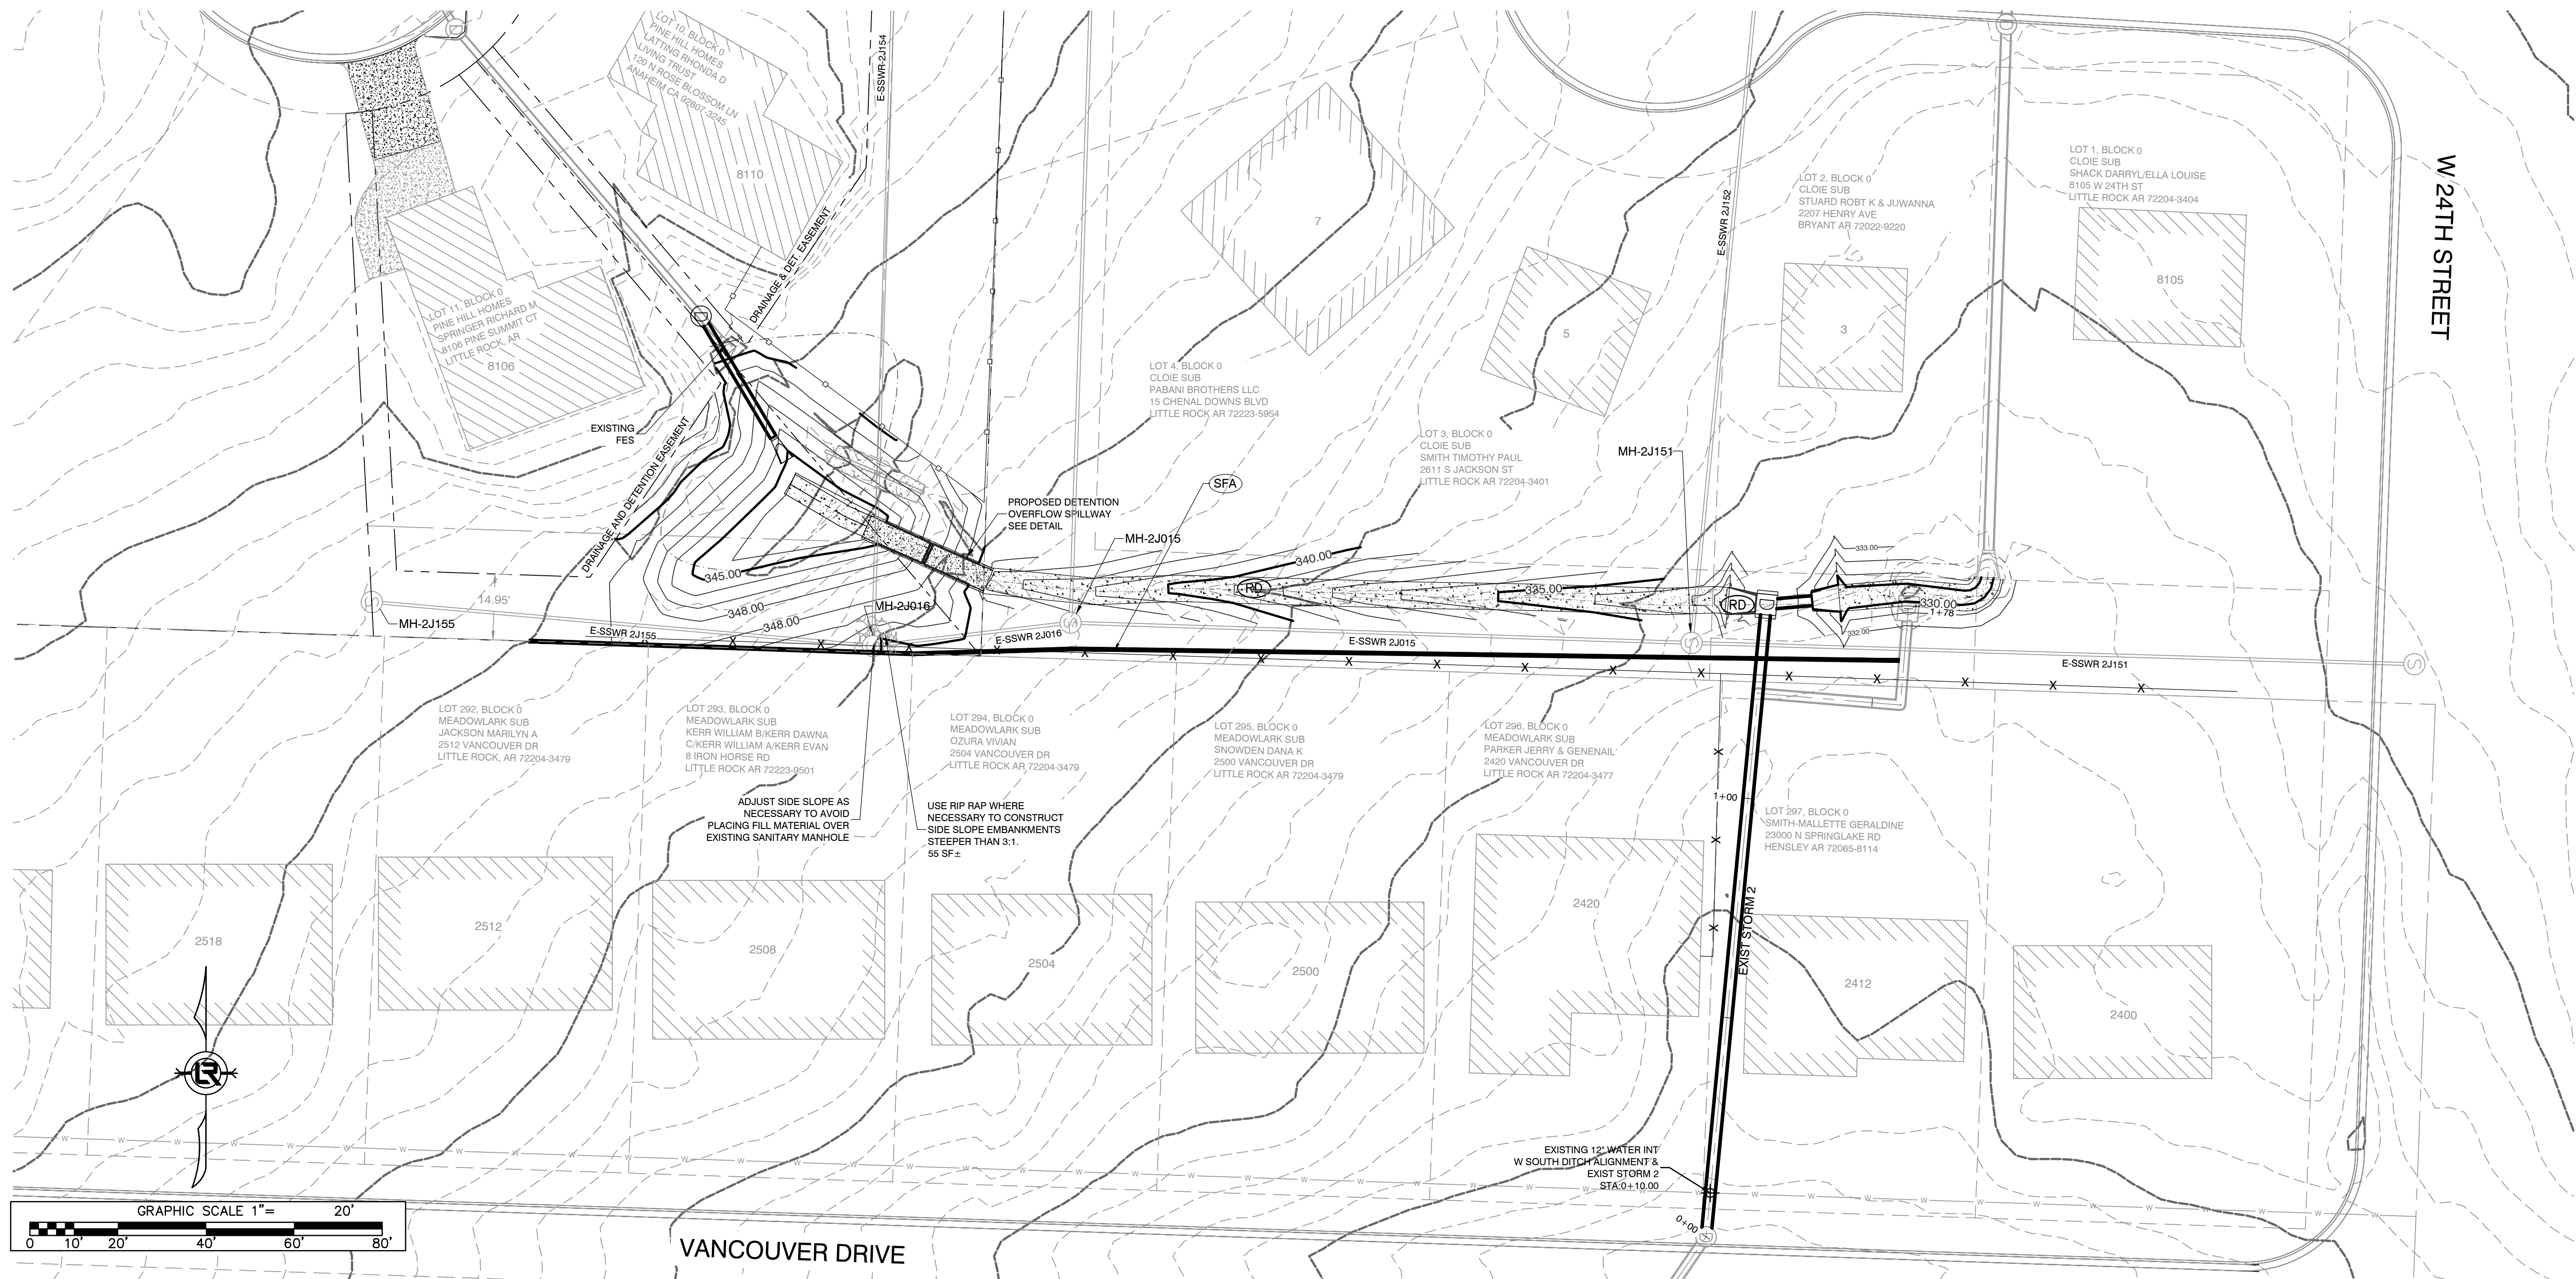 LOT 10, BLOCK 0
PINE HILL HOMES
LATTING RHONDA D
LIVING TRUST
120 N ROSE BLOSSOM LN
ANAHEIM CA 92807-3245
8110
E-SSWR-2J154
E-SSWR 2J152
W 24TH STREET
LOT 1, BLOCK 0
CLOIE SUB
SHACK DARRYL/ELLA LOUISE
8105 W 24TH ST
LITTLE ROCK AR 72204-3404
8105
LOT 2, BLOCK 0
CLOIE SUB
STUARD ROBT K & JUWANNA
2207 HENRY AVE
BRYANT AR 72022-9220
3
7
5
DRAINAGE & DET. EASEMENT
LOT 11, BLOCK 0
PINE HILL HOMES
SPRINGER RICHARD M
8106 PINE SUMMIT CT
LITTLE ROCK, AR
8106
EXISTING
FES
DRAINAGE AND DETENTION EASEMENT
LOT 4, BLOCK 0
CLOIE SUB
PABANI BROTHERS LLC
15 CHENAL DOWNS BLVD
LITTLE ROCK AR 72223-5954
LOT 3, BLOCK 0
CLOIE SUB
SMITH TIMOTHY PAUL
2611 S JACKSON ST
LITTLE ROCK AR 72204-3401
MH-2J151
SFA
PROPOSED DETENTION
OVERFLOW SPILLWAY
SEE DETAIL
MH-2J015
345.00
348.00
348.00
340.00
335.00
333.00
330.00
332.00
1+78
RD
RD
14.95'
MH-2J155
MH-2J016
E-SSWR 2J155
E-SSWR 2J016
E-SSWR 2J015
E-SSWR 2J151
LOT 292, BLOCK 0
MEADOWLARK SUB
JACKSON MARILYN A
2512 VANCOUVER DR
LITTLE ROCK, AR 72204-3479
LOT 293, BLOCK 0
MEADOWLARK SUB
KERR WILLIAM B/KERR DAWNA
C/KERR WILLIAM A/KERR EVAN
8 IRON HORSE RD
LITTLE ROCK AR 72223-9501
LOT 294, BLOCK 0
MEADOWLARK SUB
OZURA VIVIAN
2504 VANCOUVER DR
LITTLE ROCK AR 72204-3479
LOT 295, BLOCK 0
MEADOWLARK SUB
SNOWDEN DANA K
2500 VANCOUVER DR
LITTLE ROCK AR 72204-3479
LOT 296, BLOCK 0
MEADOWLARK SUB
PARKER JERRY & GENENAIL
2420 VANCOUVER DR
LITTLE ROCK AR 72204-3477
LOT 297, BLOCK 0
SMITH-MALLETTE GERALDINE
23000 N SPRINGLAKE RD
HENSLEY AR 72065-8114
ADJUST SIDE SLOPE AS
NECESSARY TO AVOID
PLACING FILL MATERIAL OVER
EXISTING SANITARY MANHOLE
USE RIP RAP WHERE
NECESSARY TO CONSTRUCT
SIDE SLOPE EMBANKMENTS
STEEPER THAN 3:1.
55 SF±
1+00
EXIST STORM 2
2518
2512
2508
2504
2500
2420
2412
2400
EXISTING 12" WATER INT
W SOUTH DITCH ALIGNMENT &
EXIST STORM 2
STA:0+10.00
0+00
LR
GRAPHIC SCALE 1"= 20'
0 10' 20' 40' 60' 80'
VANCOUVER DRIVE